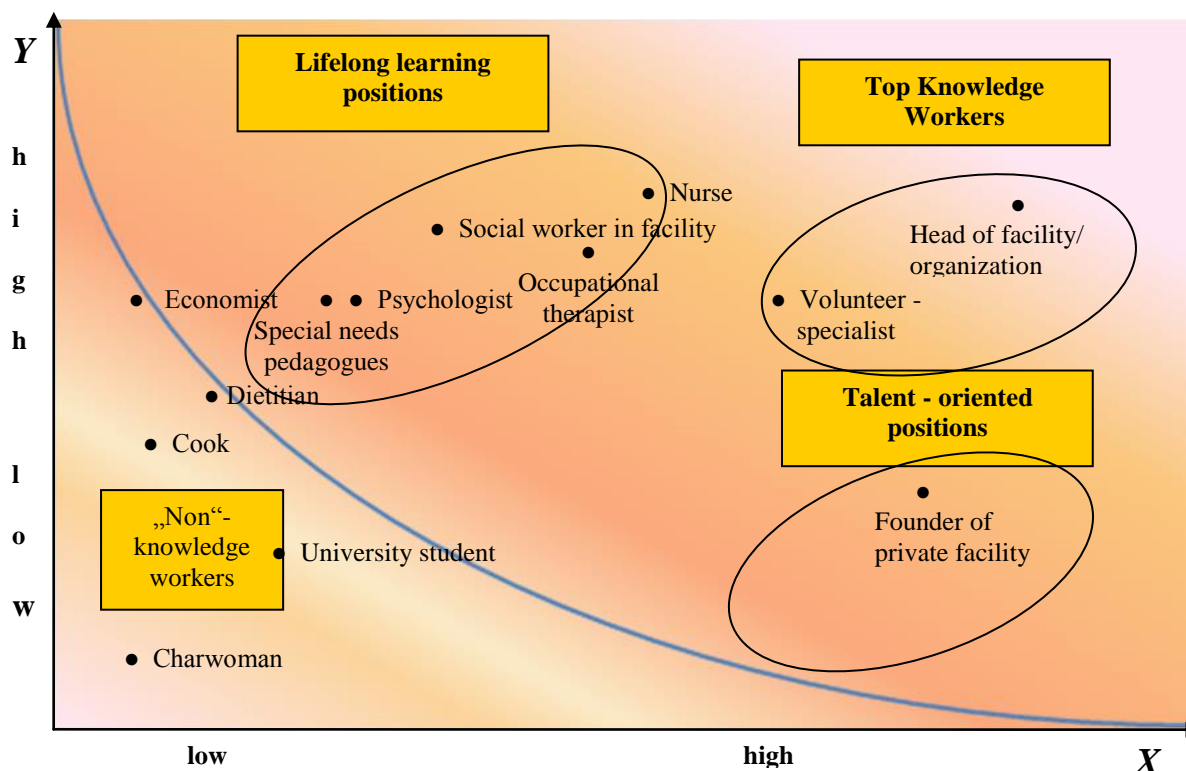 Y
Lifelong learning
positions
Top Knowledge
Workers
h
i
g
h
Nurse
Social worker in facility
Head of facility/
organization
Occupational
therapist
Economist
Psychologist
Special needs
pedagogues
Volunteer -
specialist
Dietitian
Talent - oriented
positions
Cook
l
o
w
„Non“-
knowledge
workers
University student
Founder of
private facility
Charwoman
low
high
X